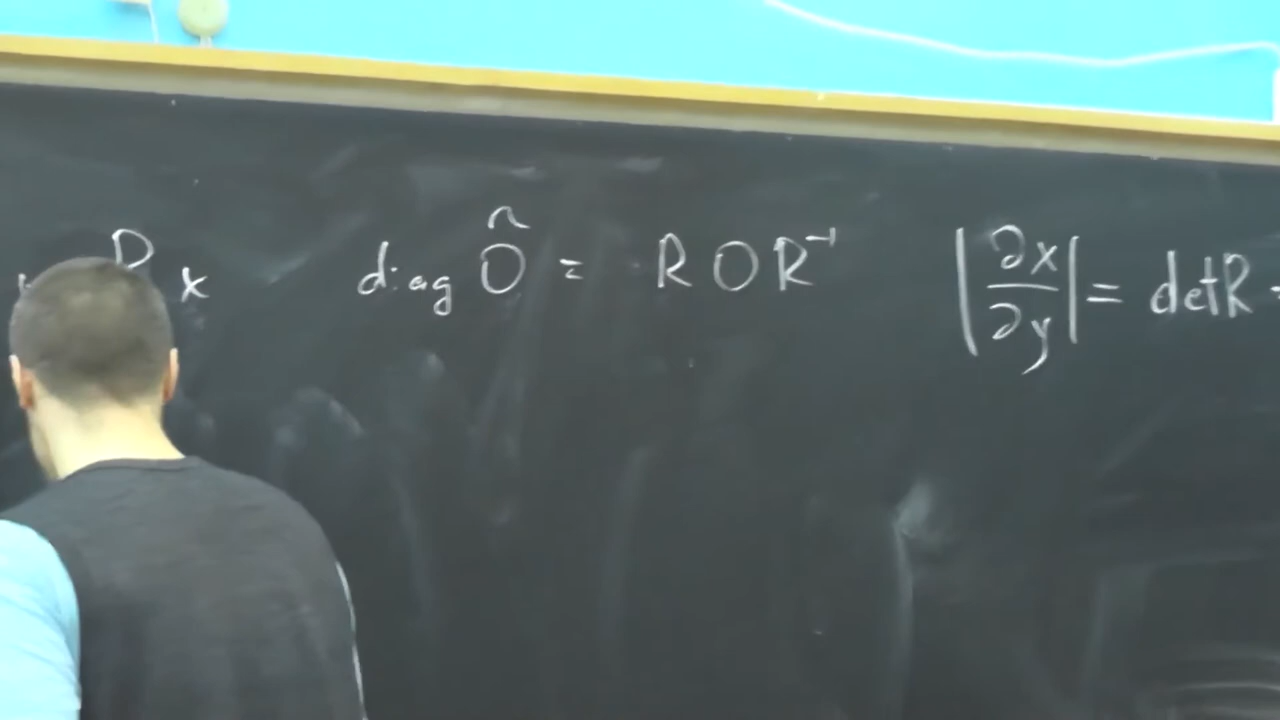 R x diag Õ = R O R⁻¹ |∂x/∂y| = detR =